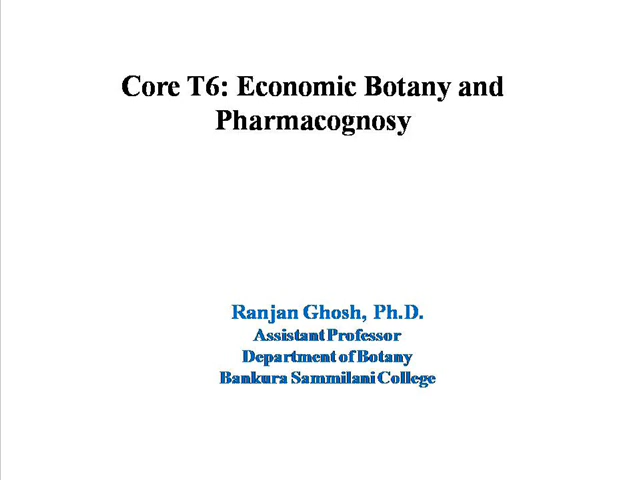 Core T6: Economic Botany and
Pharmacognosy
Ranjan Ghosh, Ph.D.
Assistant Professor
Department of Botany
Bankura Sammilani College